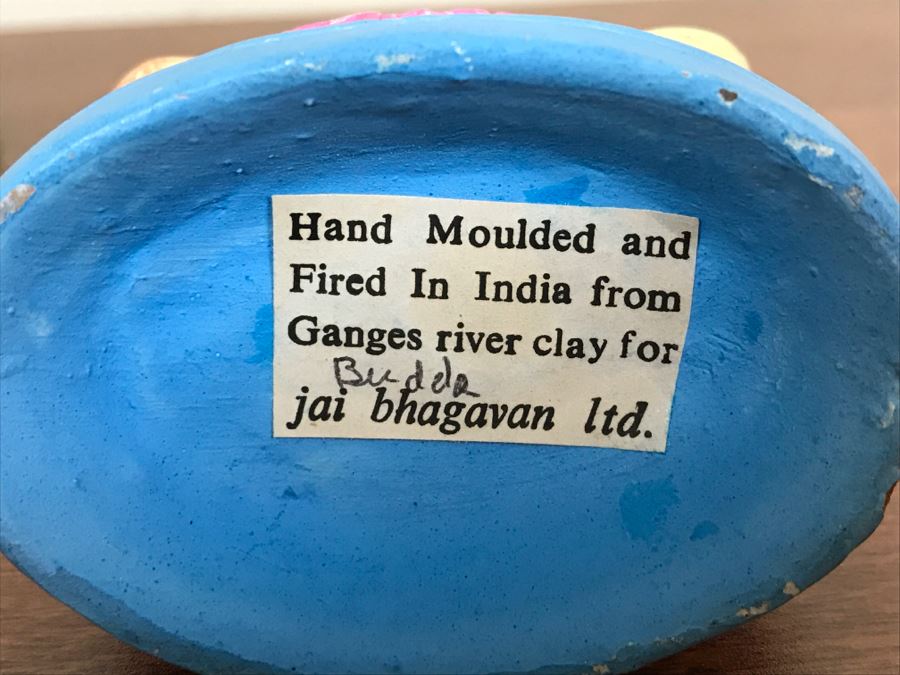 Hand Moulded and
Fired In India from
Ganges river clay for
Budda
jai bhagavan ltd.